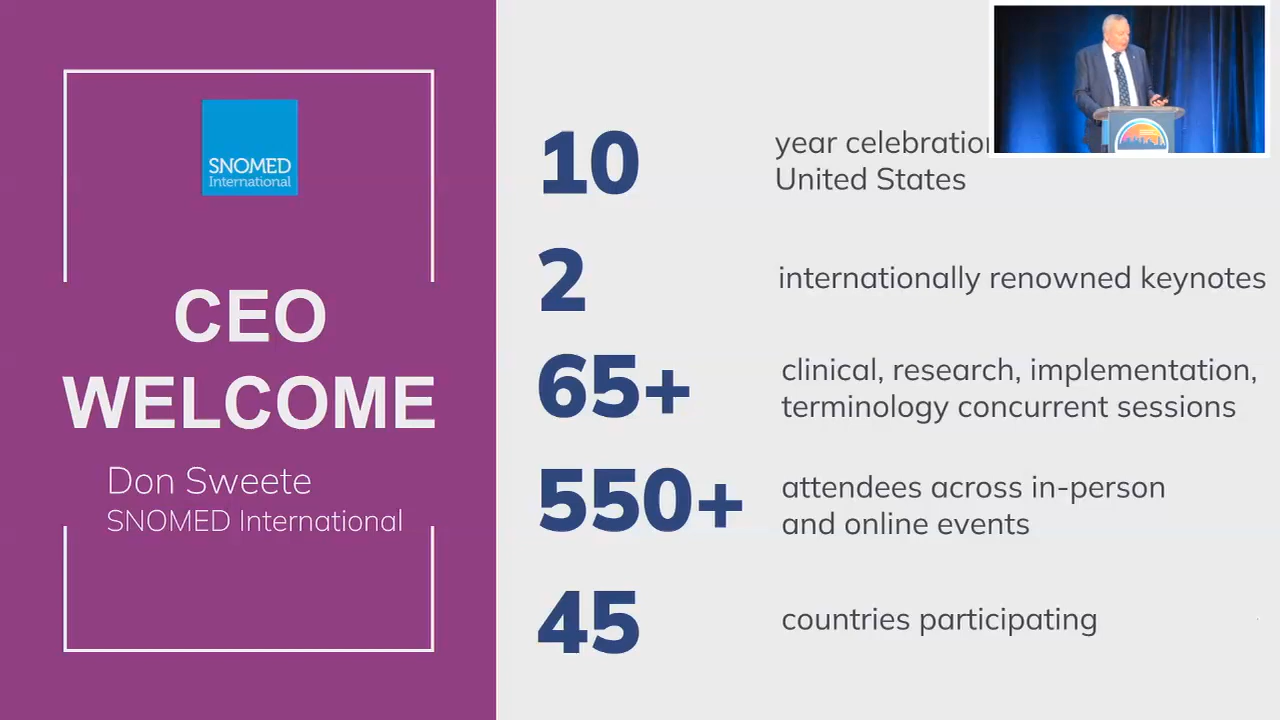 SNOMED
International
CEO
WELCOME
Don Sweete
SNOMED International
10
year celebration
United States
2
internationally renowned keynotes
65+
clinical, research, implementation,
terminology concurrent sessions
550+
attendees across in-person
and online events
45
countries participating